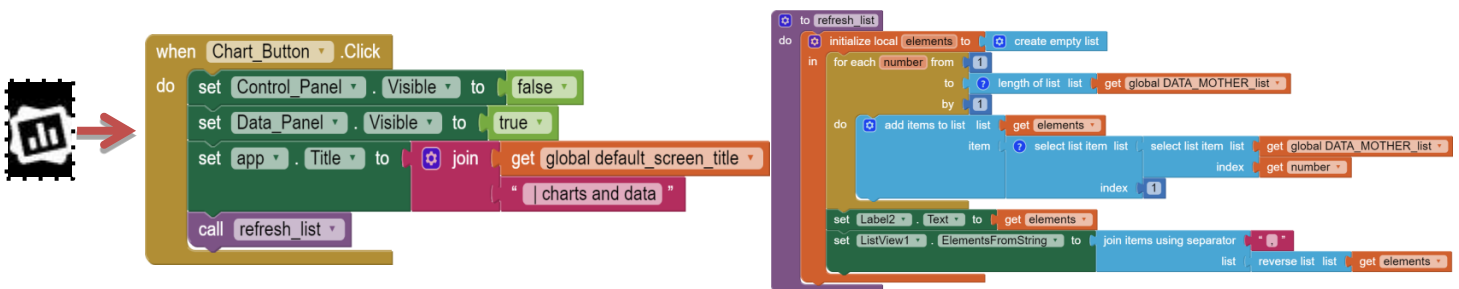 when Chart_Button .Click
do set Control_Panel . Visible to false
set Data_Panel . Visible to true
set app . Title to join get global default_screen_title
" | charts and data "
call refresh_list
to refresh_list
do initialize local elements to create empty list
in for each number from 1
to length of list list get global DATA_MOTHER_list
by 1
do add items to list list get elements
item select list item list select list item list get global DATA_MOTHER_list
index get number
index 1
set Label2 . Text to get elements
set ListView1 . ElementsFromString to join items using separator " , "
list reverse list list get elements